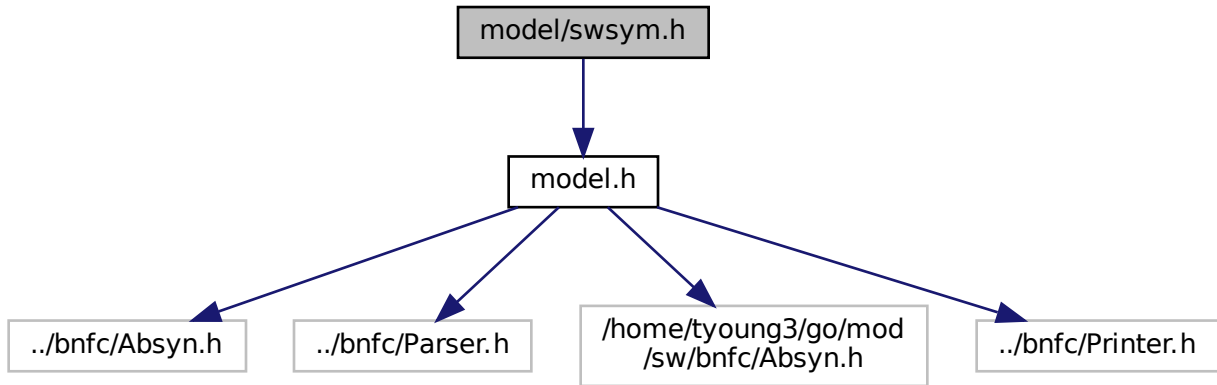 model/swsym.h
model.h
../bnfc/Absyn.h
../bnfc/Parser.h
/home/tyoung3/go/mod
/sw/bnfc/Absyn.h
../bnfc/Printer.h